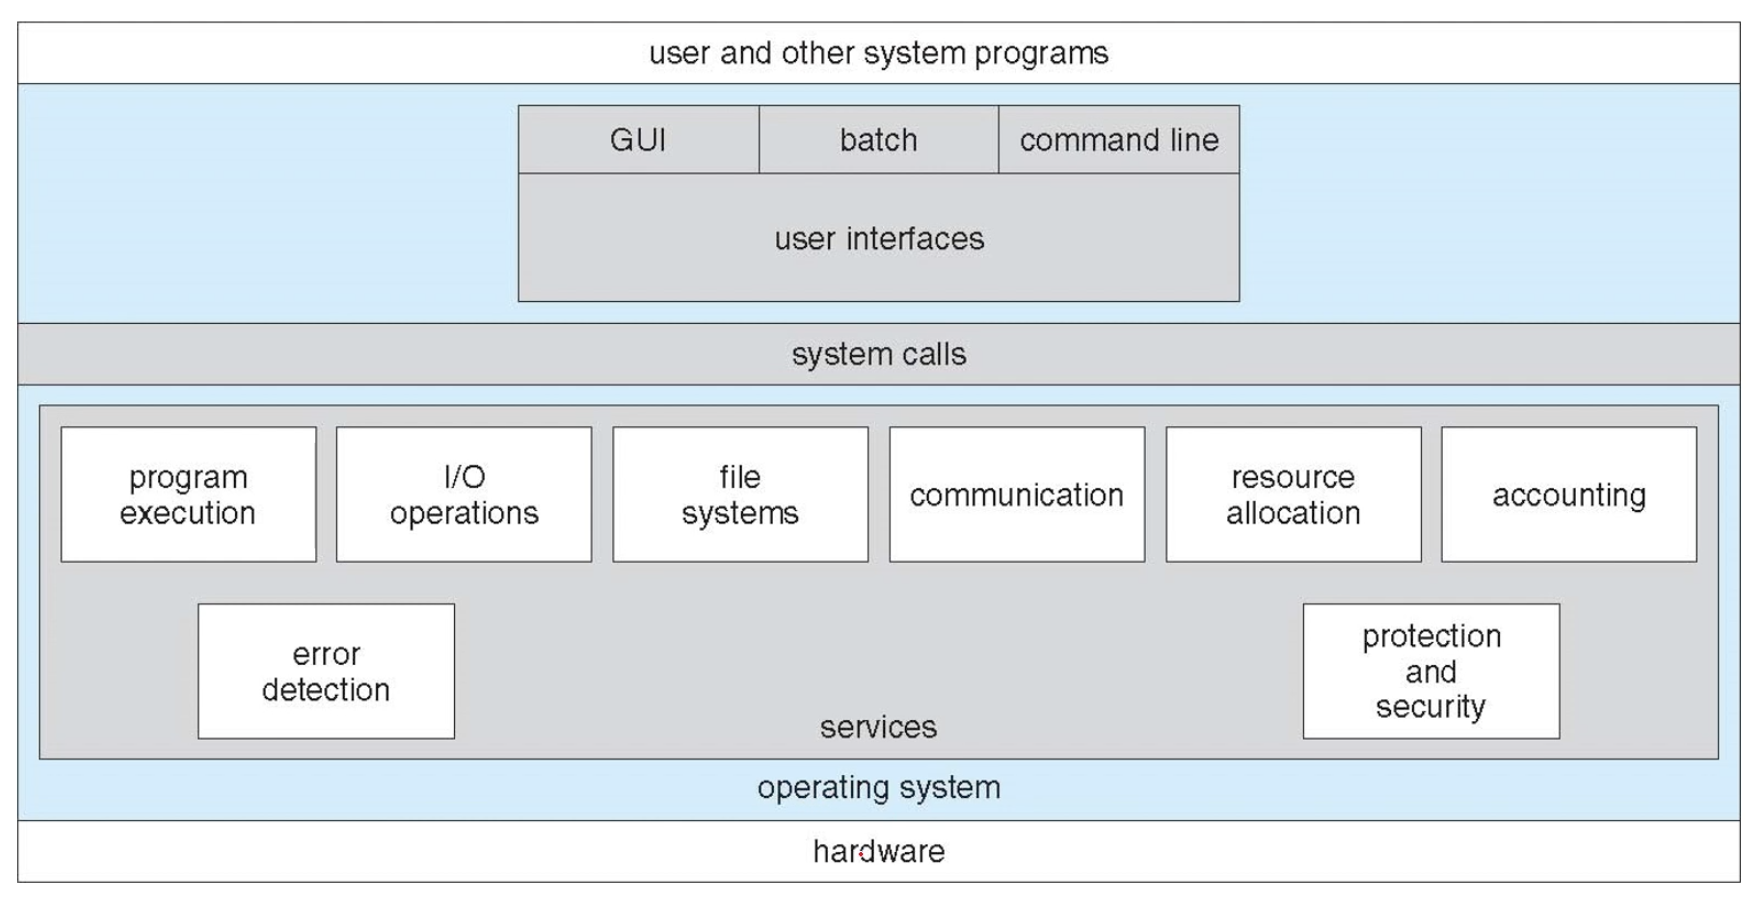 user and other system programs
GUI
batch
command line
user interfaces
system calls
program
execution
I/O
operations
file
systems
communication
resource
allocation
accounting
error
detection
protection
and
security
services
operating system
hardware